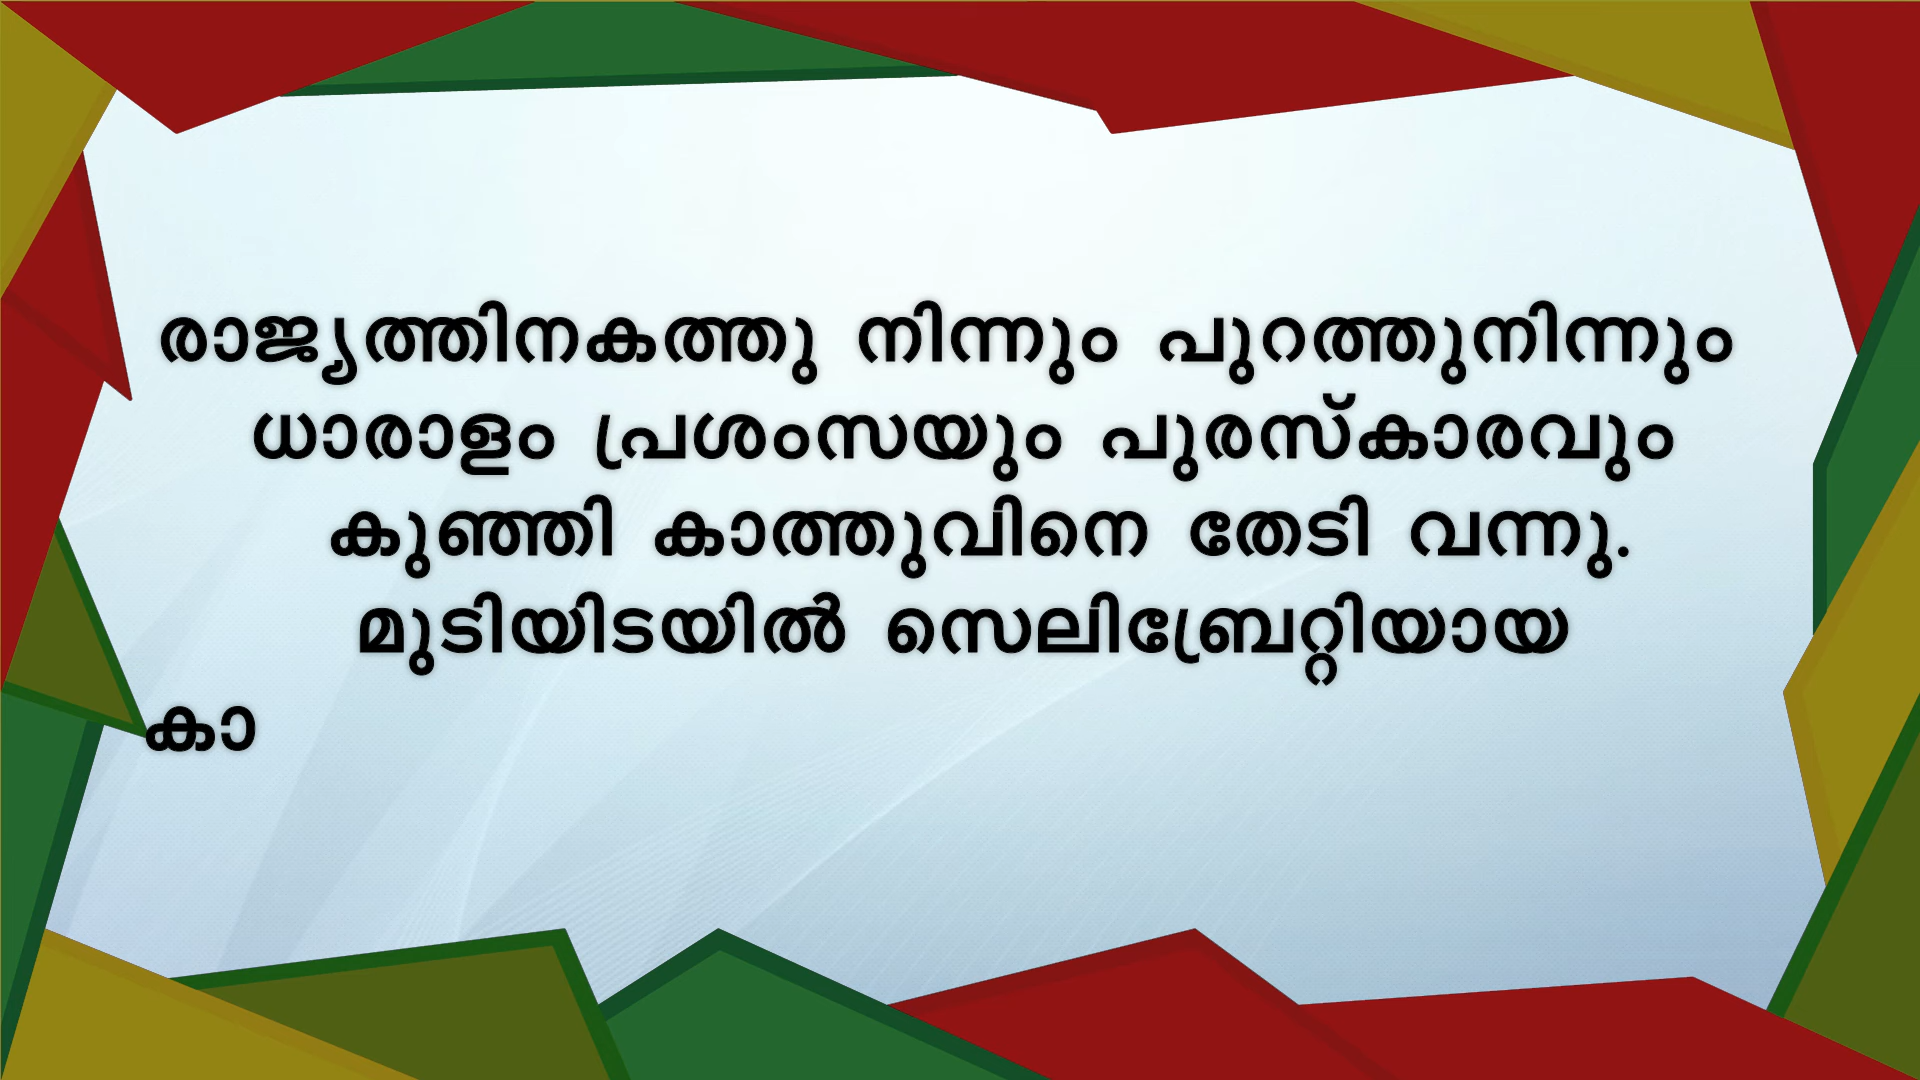 രാജ്യത്തിനകത്തു നിന്നും പുറത്തുനിന്നും
ധാരാളം പ്രശംസയും പുരസ്കാരവും
കുഞ്ഞി കാത്തുവിനെ തേടി വന്നു.
മുടിയിടയിൽ സെലിബ്രേറ്റിയായ
കാ